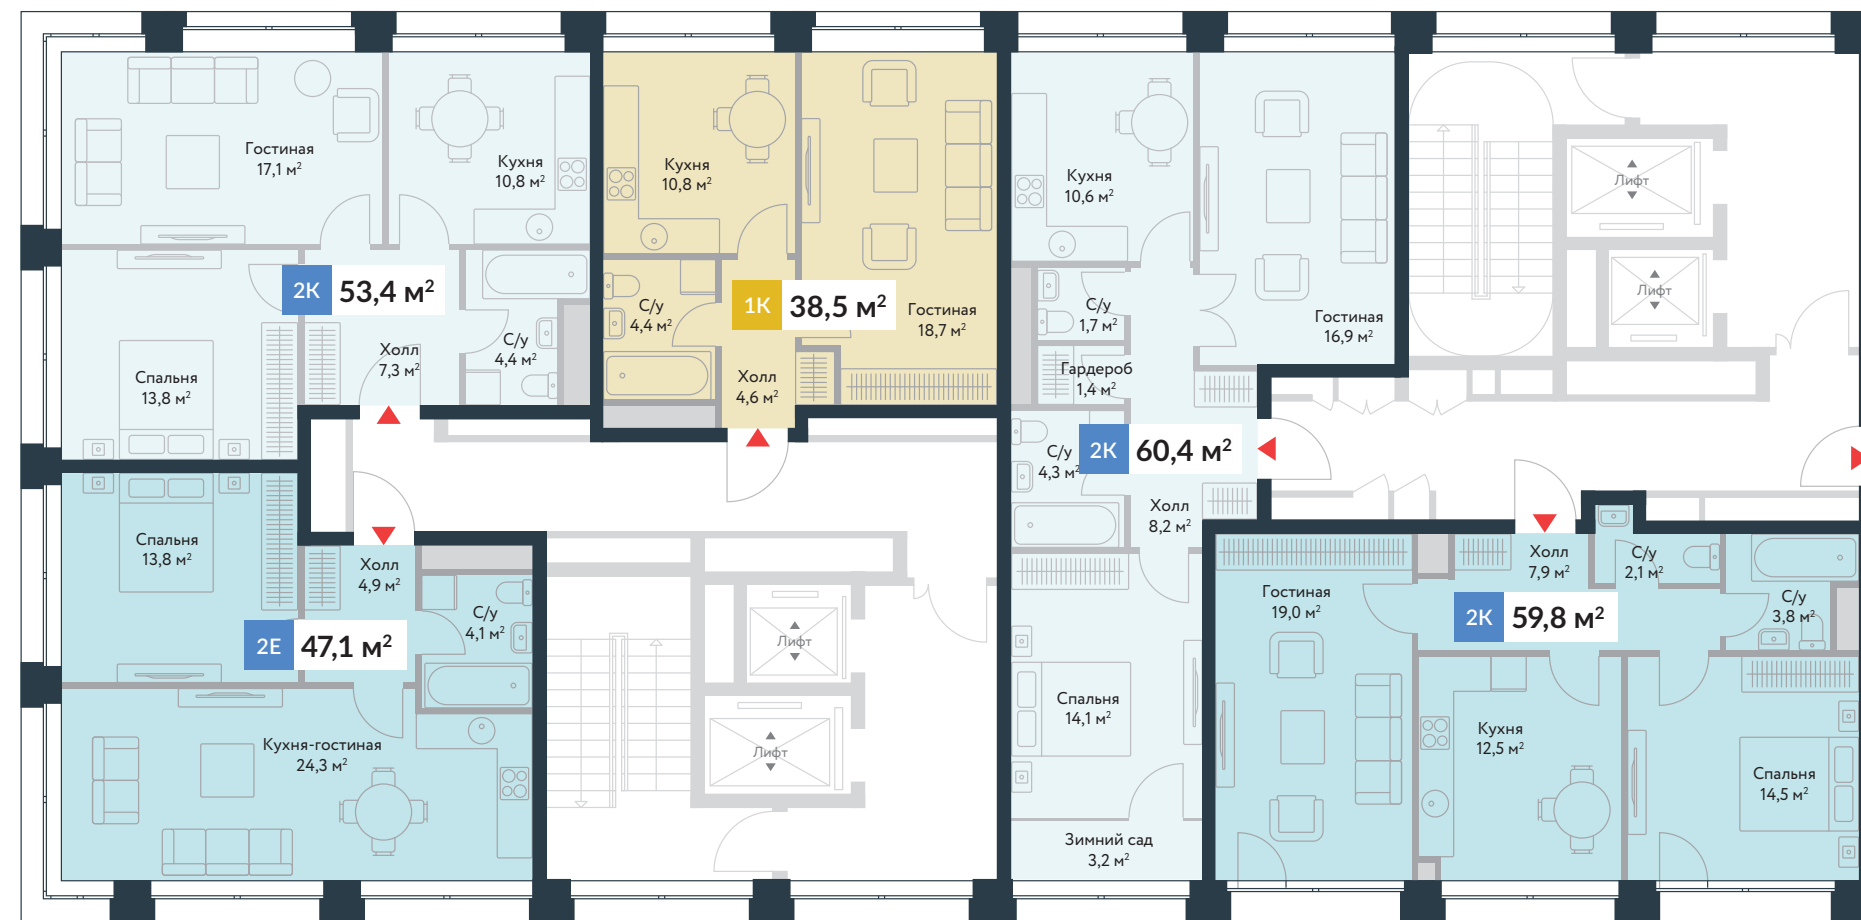 Гостиная
17,1 м²
Кухня
10,8 м²
2К 53,4 м²
Спальня
13,8 м²
Холл
7,3 м²
С/у
4,4 м²
Кухня
10,8 м²
С/у
4,4 м²
1К 38,5 м²
Гостиная
18,7 м²
Холл
4,6 м²
Кухня
10,6 м²
Гостиная
16,9 м²
С/у
1,7 м²
Гардероб
1,4 м²
С/у
4,3 м²
2К 60,4 м²
Холл
8,2 м²
Спальня
14,1 м²
Зимний сад
3,2 м²
Лифт
Лифт
Спальня
13,8 м²
Холл
4,9 м²
С/у
4,1 м²
2Е 47,1 м²
Кухня-гостиная
24,3 м²
Лифт
Лифт
Гостиная
19,0 м²
Холл
7,9 м²
С/у
2,1 м²
С/у
3,8 м²
2К 59,8 м²
Кухня
12,5 м²
Спальня
14,5 м²